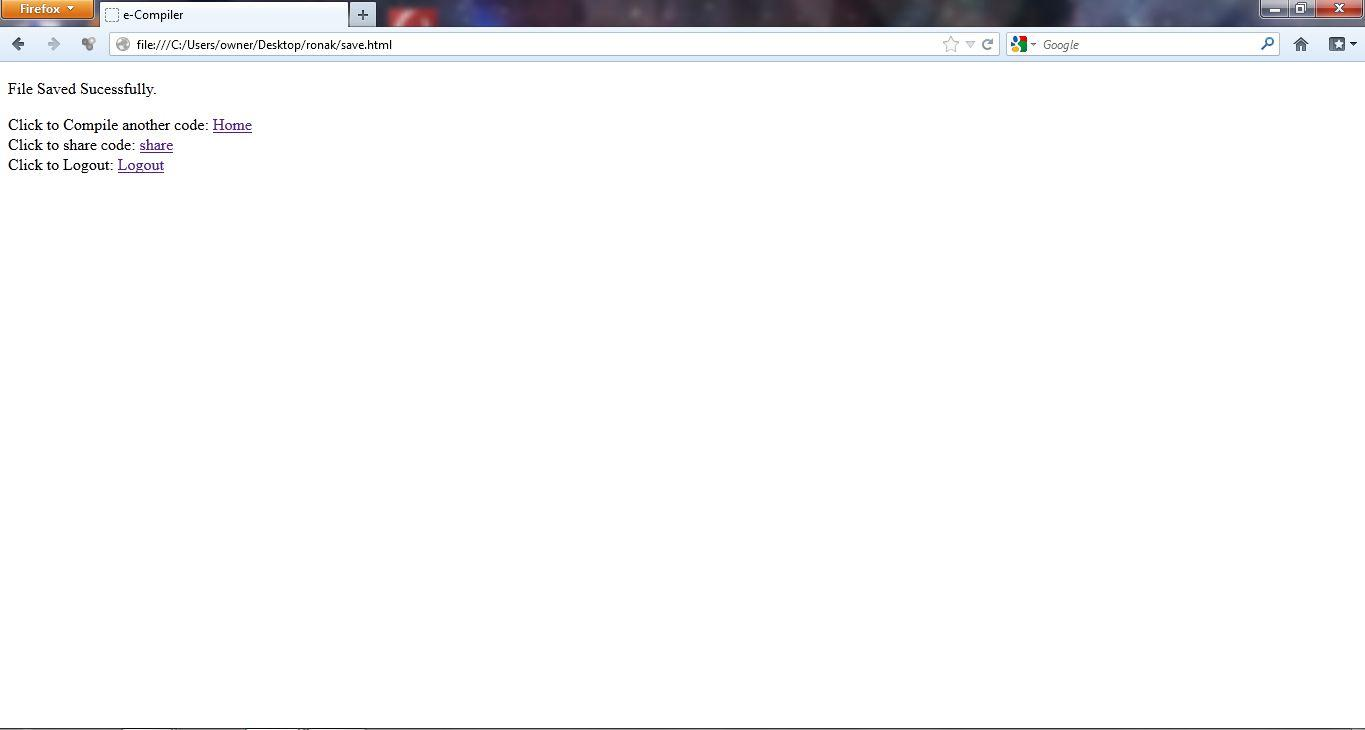 Firefox
e-Compiler
file:///C:/Users/owner/Desktop/ronak/save.html
Google
File Saved Sucessfully.
Click to Compile another code: Home
Click to share code: share
Click to Logout: Logout